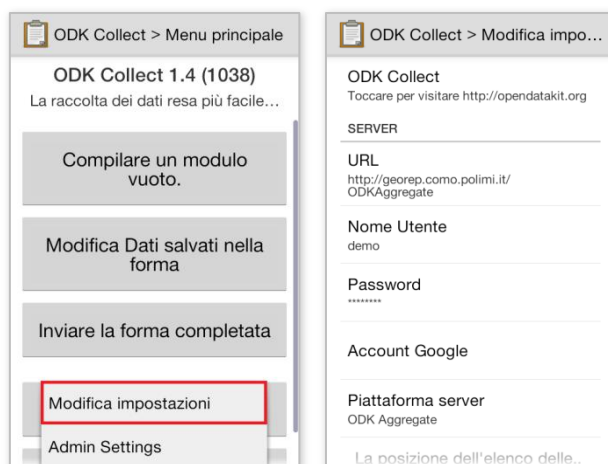 ODK Collect > Menu principale
ODK Collect 1.4 (1038)
La raccolta dei dati resa più facile...
Compilare un modulo
vuoto.
Modifica Dati salvati nella
forma
Inviare la forma completata
Modifica impostazioni
Admin Settings
ODK Collect > Modifica impo...
ODK Collect
Toccare per visitare http://opendatakit.org
SERVER
URL
http://georep.como.polimi.it/
ODKAggregate
Nome Utente
demo
Password
********
Account Google
Piattaforma server
ODK Aggregate
La posizione dell'elenco delle..